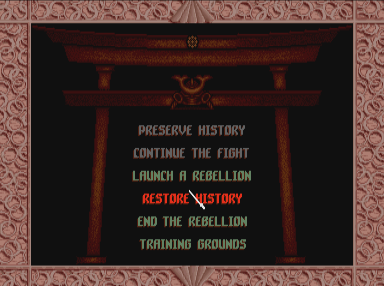 PRESERVE HISTORY
CONTINUE THE FIGHT
LAUNCH A REBELLION
RESTORE HISTORY
END THE REBELLION
TRAINING GROUNDS